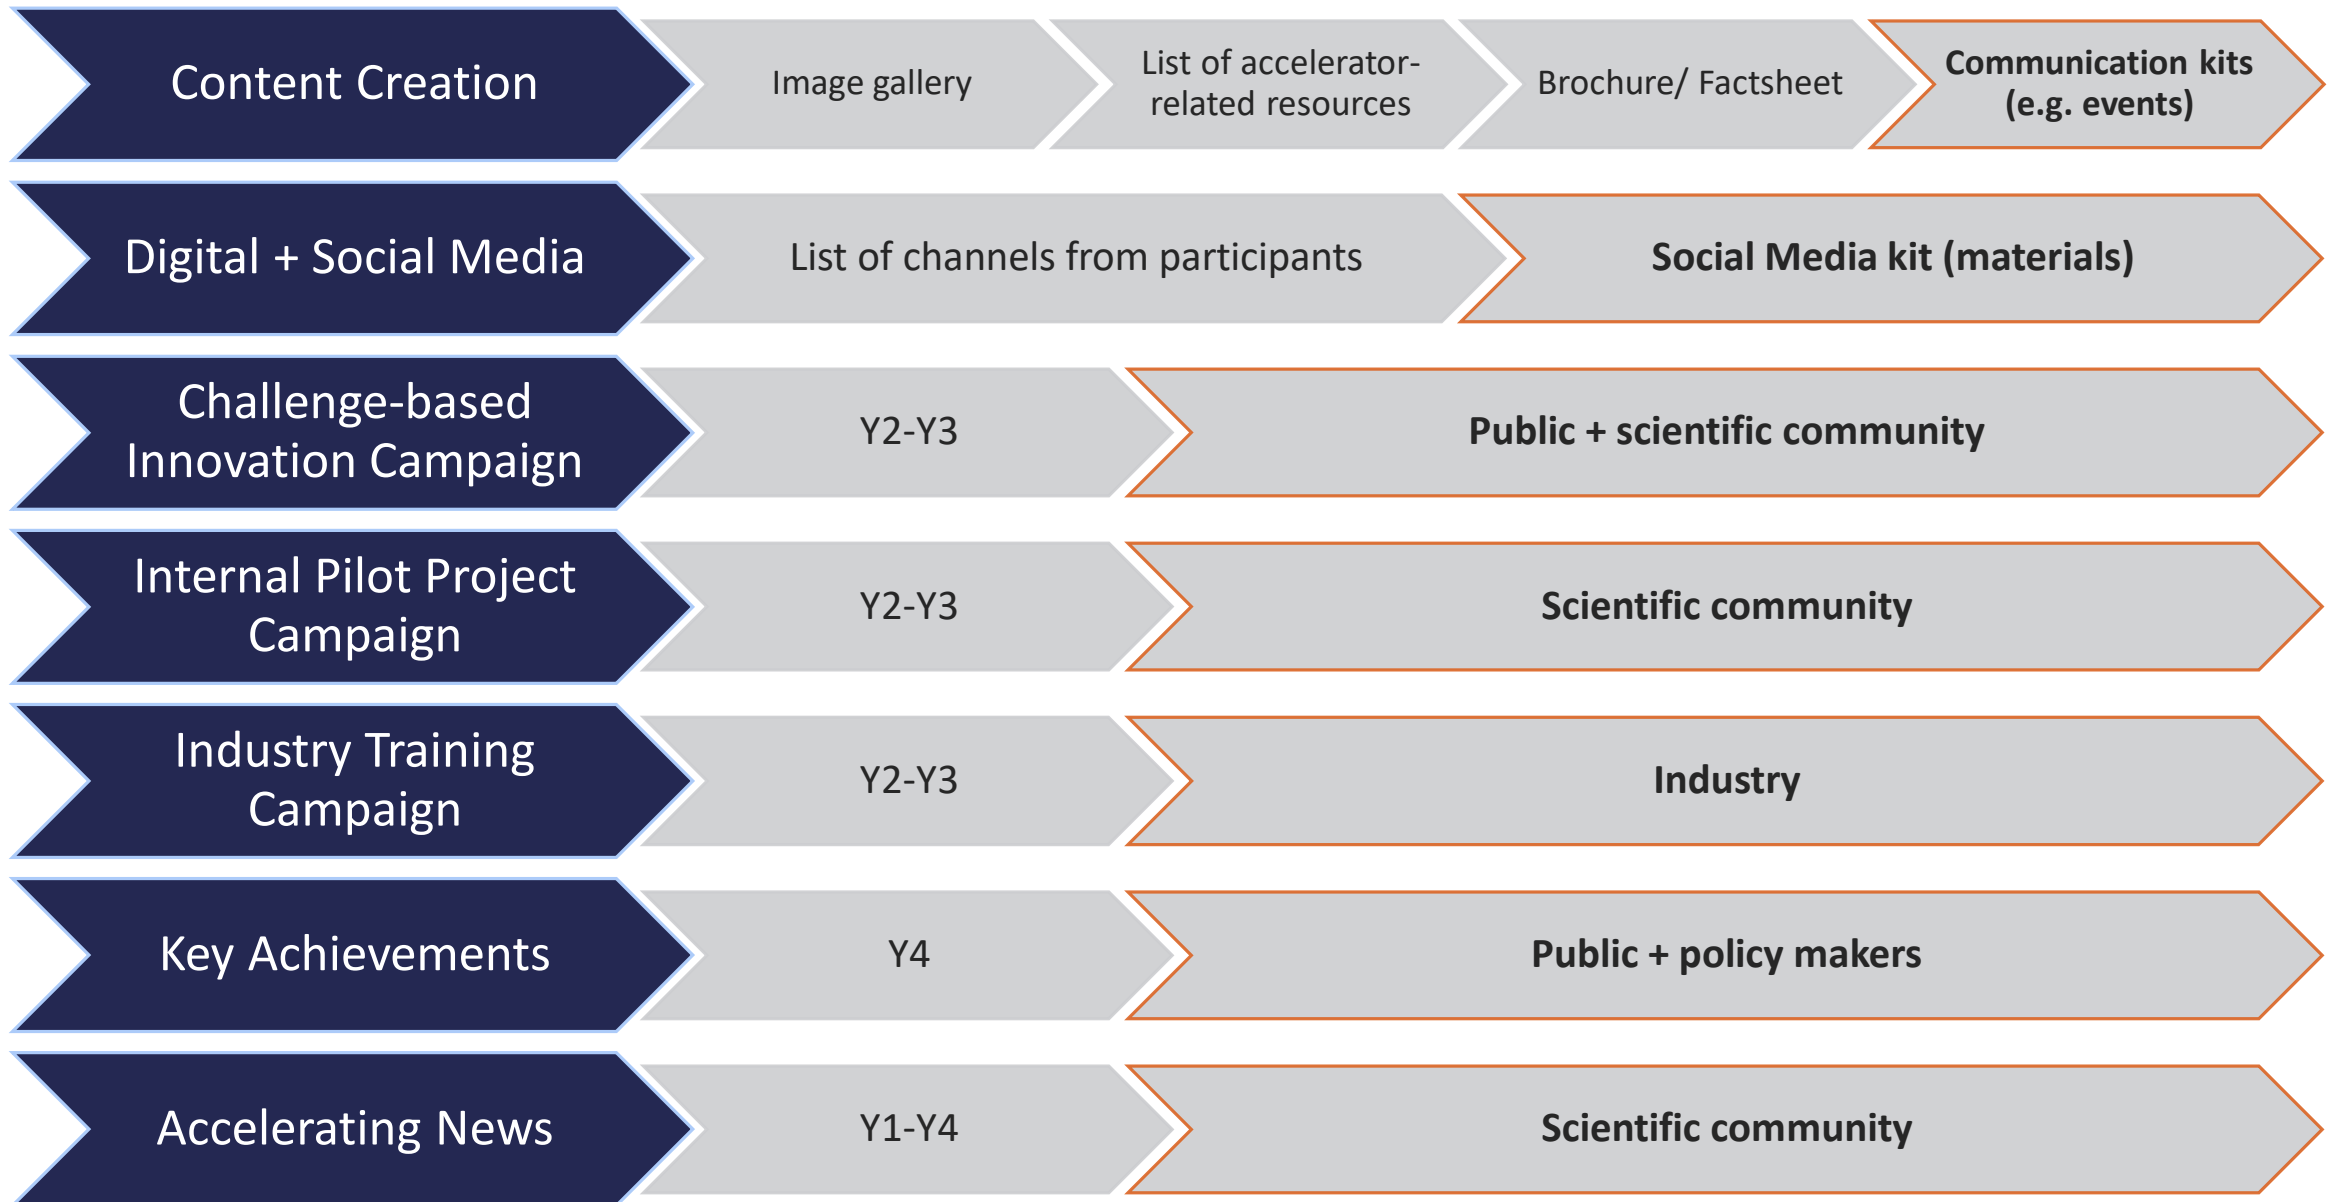 Content Creation
Image gallery
List of accelerator-
related resources
Brochure/ Factsheet
Communication kits
(e.g. events)
Digital + Social Media
List of channels from participants
Social Media kit (materials)
Challenge-based
Innovation Campaign
Y2-Y3
Public + scientific community
Internal Pilot Project
Campaign
Y2-Y3
Scientific community
Industry Training
Campaign
Y2-Y3
Industry
Key Achievements
Y4
Public + policy makers
Accelerating News
Y1-Y4
Scientific community